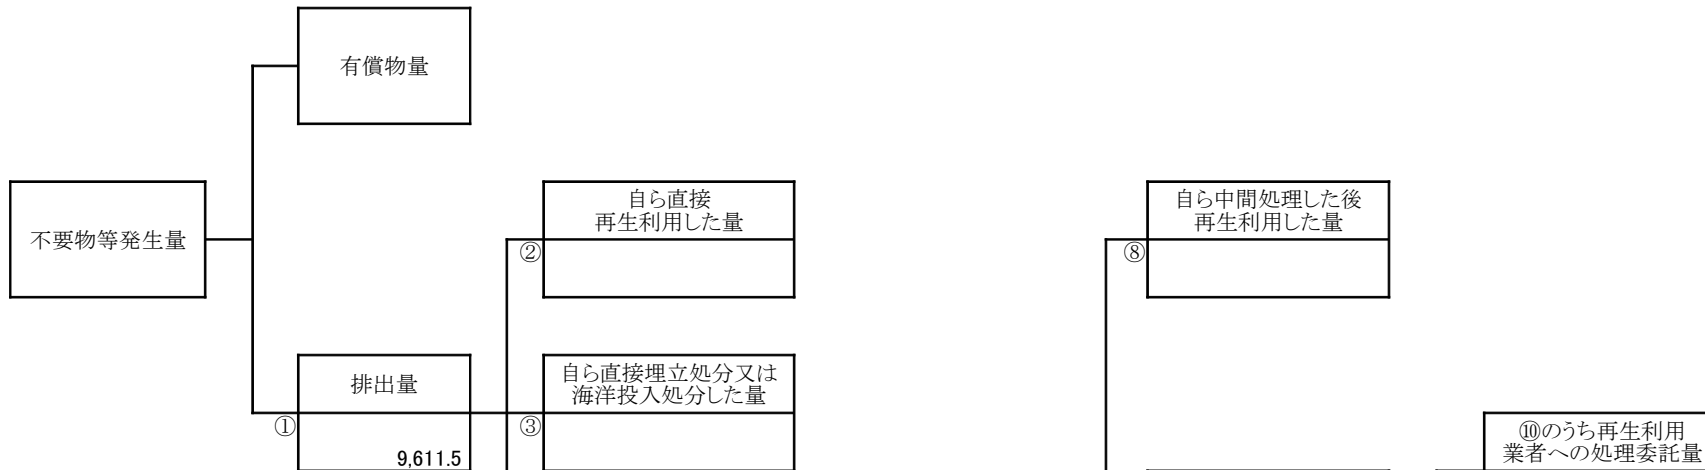 有償物量
不要物等発生量
自ら直接
再生利用した量
②
自ら中間処理した後
再生利用した量
⑧
排出量
①
9,611.5
自ら直接埋立処分又は
海洋投入処分した量
③
⑩のうち再生利用
業者への処理委託量